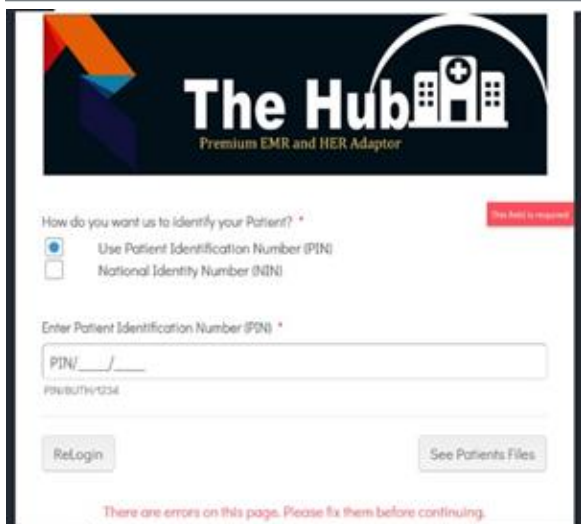 The Hub
Premium EMR and HER Adaptor
How do you want us to identify your Patient? *
This field is required
Use Patient Identification Number (PIN)
National Identity Number (NIN)
Enter Patient Identification Number (PIN) *
PIN/____/____
PIN/BUTH/1234
ReLogin
See Patients Files
There are errors on this page. Please fix them before continuing.